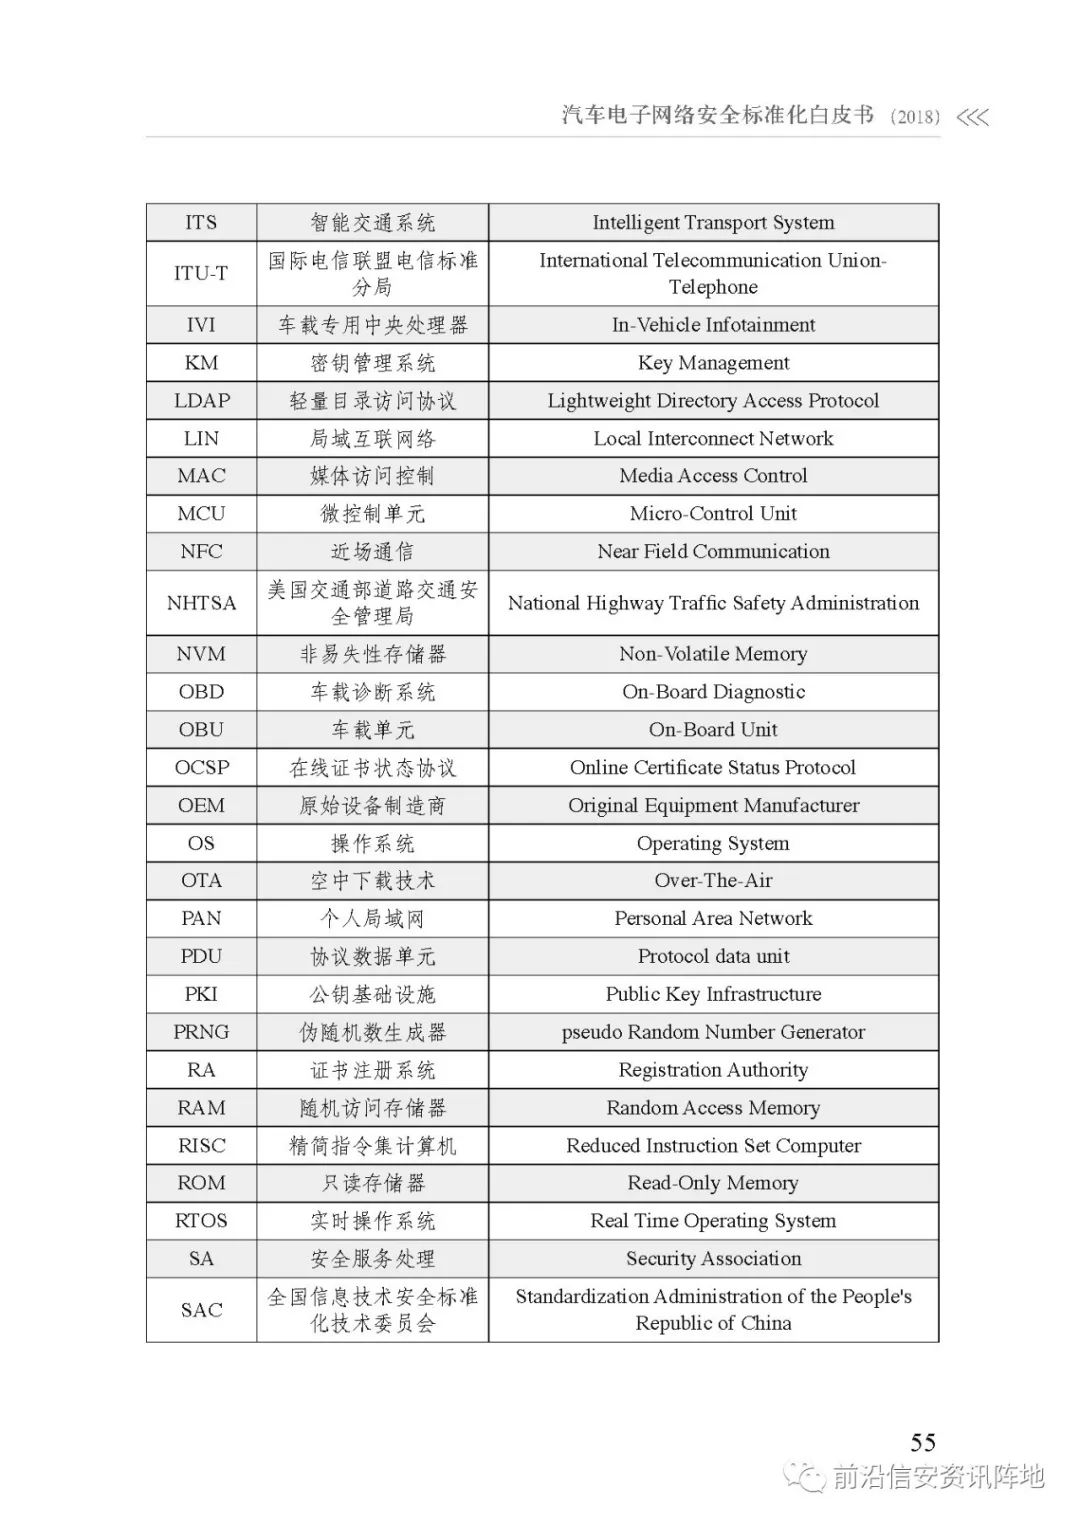 汽车电子网络安全标准化白皮书 (2018)
ITS 智能交通系统 Intelligent Transport System
ITU-T 国际电信联盟电信标准 International Telecommunication Union-
分局 Telephone
IVI 车载专用中央处理器 In-Vehicle Infotainment
KM 密钥管理系统 Key Management
LDAP 轻量目录访问协议 Lightweight Directory Access Protocol
LIN 局域互联网络 Local Interconnect Network
MAC 媒体访问控制 Media Access Control
MCU 微控制单元 Micro-Control Unit
NFC 近场通信 Near Field Communication
NHTSA 美国交通部道路交通安 National Highway Traffic Safety Administration
全管理局
NVM 非易失性存储器 Non-Volatile Memory
OBD 车载诊断系统 On-Board Diagnostic
OBU 车载单元 On-Board Unit
OCSP 在线证书状态协议 Online Certificate Status Protocol
OEM 原始设备制造商 Original Equipment Manufacturer
OS 操作系统 Operating System
OTA 空中下载技术 Over-The-Air
PAN 个人局域网 Personal Area Network
PDU 协议数据单元 Protocol data unit
PKI 公钥基础设施 Public Key Infrastructure
PRNG 伪随机数生成器 pseudo Random Number Generator
RA 证书注册系统 Registration Authority
RAM 随机访问存储器 Random Access Memory
RISC 精简指令集计算机 Reduced Instruction Set Computer
ROM 只读存储器 Read-Only Memory
RTOS 实时操作系统 Real Time Operating System
SA 安全服务处理 Security Association
SAC 全国信息技术安全标准 Standardization Administration of the People's
化技术委员会 Republic of China
55
前沿信安资讯阵地